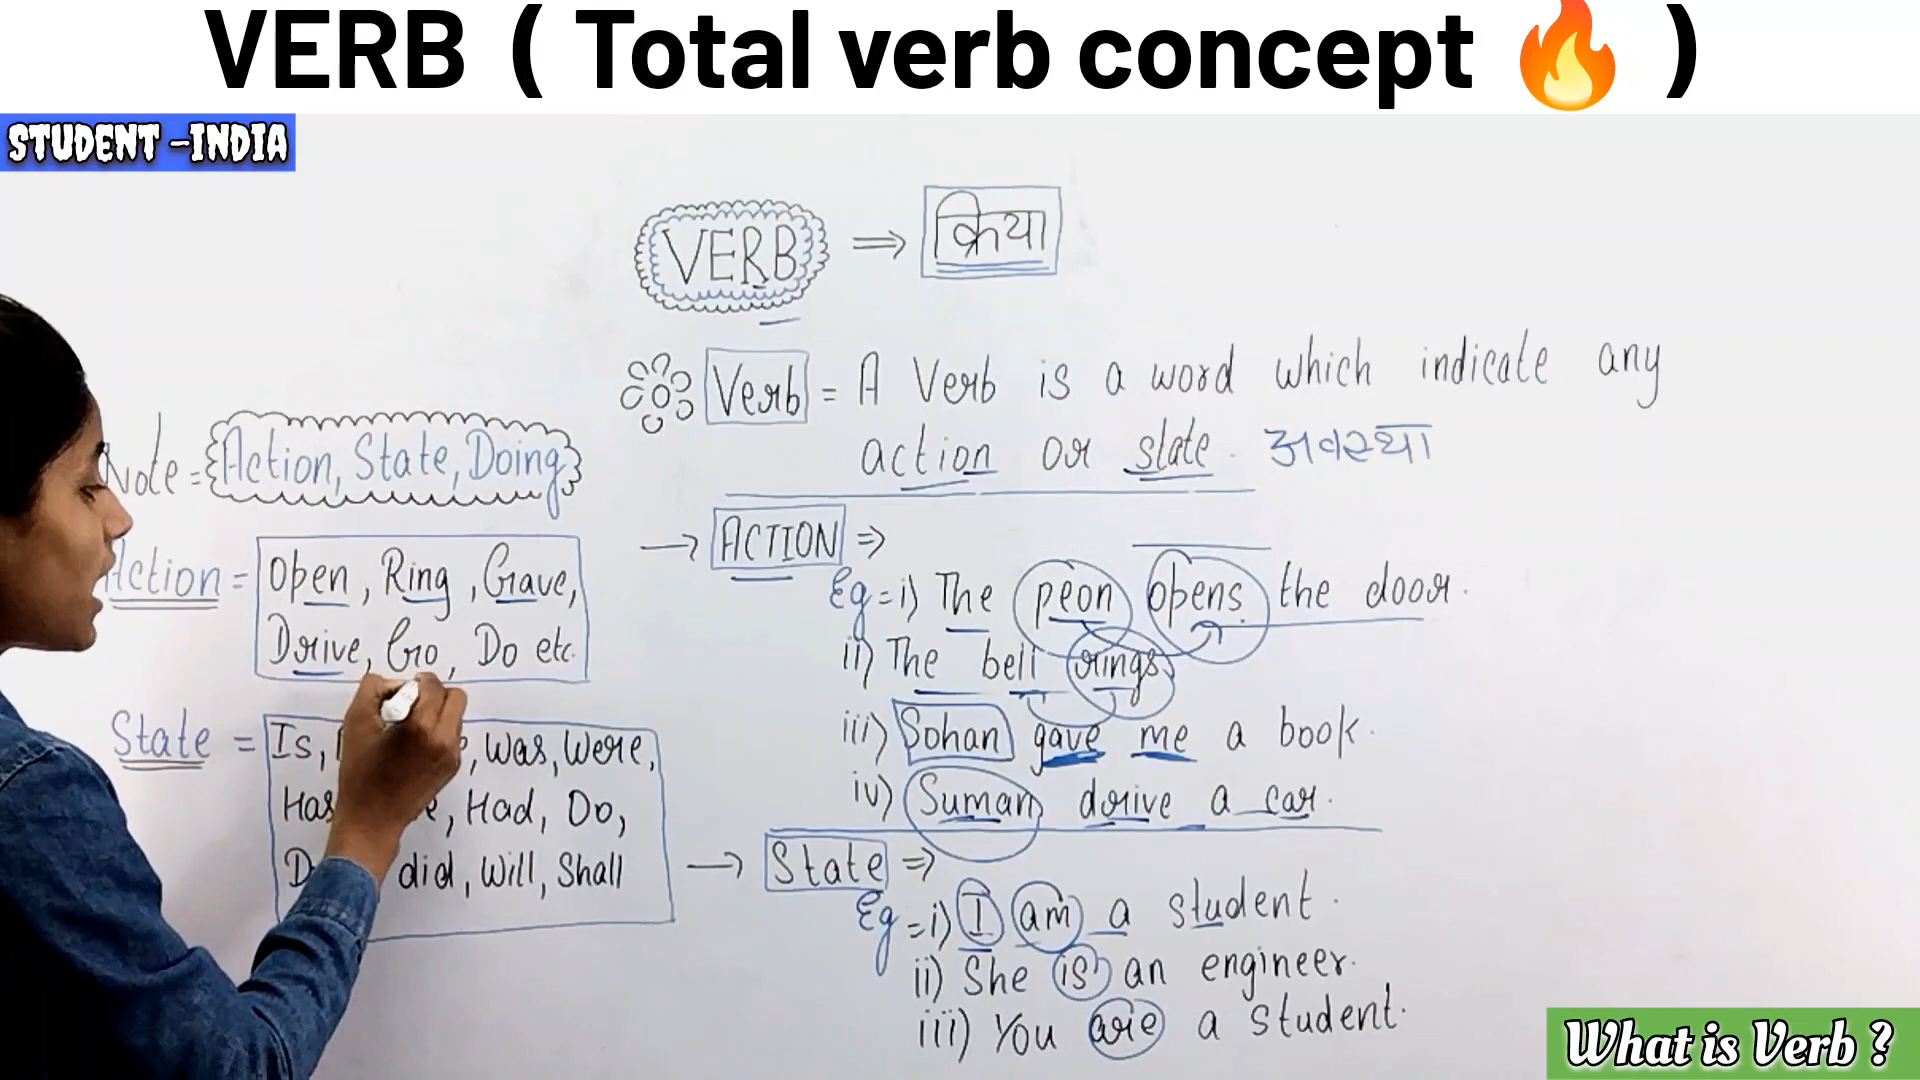 VERB ( Total verb concept 🔥 )
STUDENT -INDIA
VERB ⇒ क्रिया
Verb = A Verb is a word which indicate any
action or state. अवस्था
Note = Action, State, Doing
Action = Open, Ring, Gave,
Drive, Go, Do etc.
State = Is, Was, Were,
Had, Do,
did, Will, Shall
→ ACTION ⇒
Eg = i) The peon opens the door.
ii) The bell rings
iii) Sohan gave me a book.
iv) Suman drive a car.
→ State ⇒
Eg = i) I am a student.
ii) She is an engineer.
iii) You are a student.
What is Verb ?